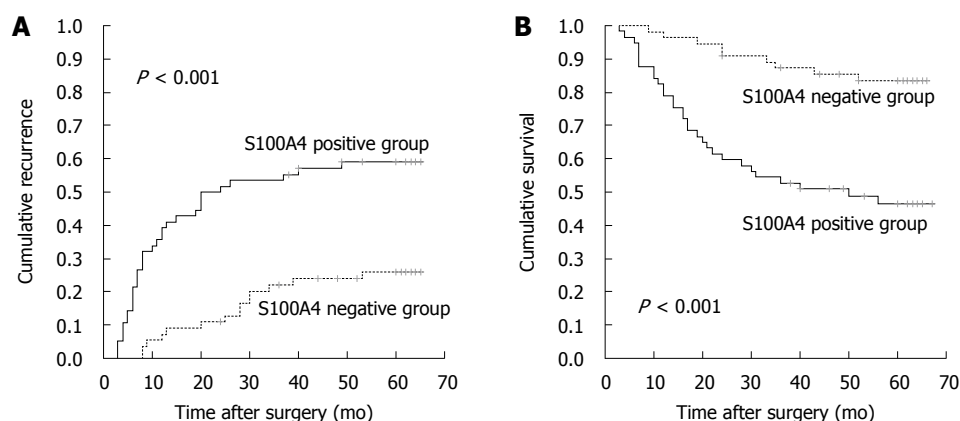 A
1.0
0.9
0.8
0.7
0.6
0.5
0.4
0.3
0.2
0.1
0.0
Cumulative recurrence
P < 0.001
S100A4 positive group
S100A4 negative group
0 10 20 30 40 50 60 70
Time after surgery (mo)
B
1.0
0.9
0.8
0.7
0.6
0.5
0.4
0.3
0.2
0.1
0.0
Cumulative survival
S100A4 negative group
S100A4 positive group
P < 0.001
0 10 20 30 40 50 60 70
Time after surgery (mo)